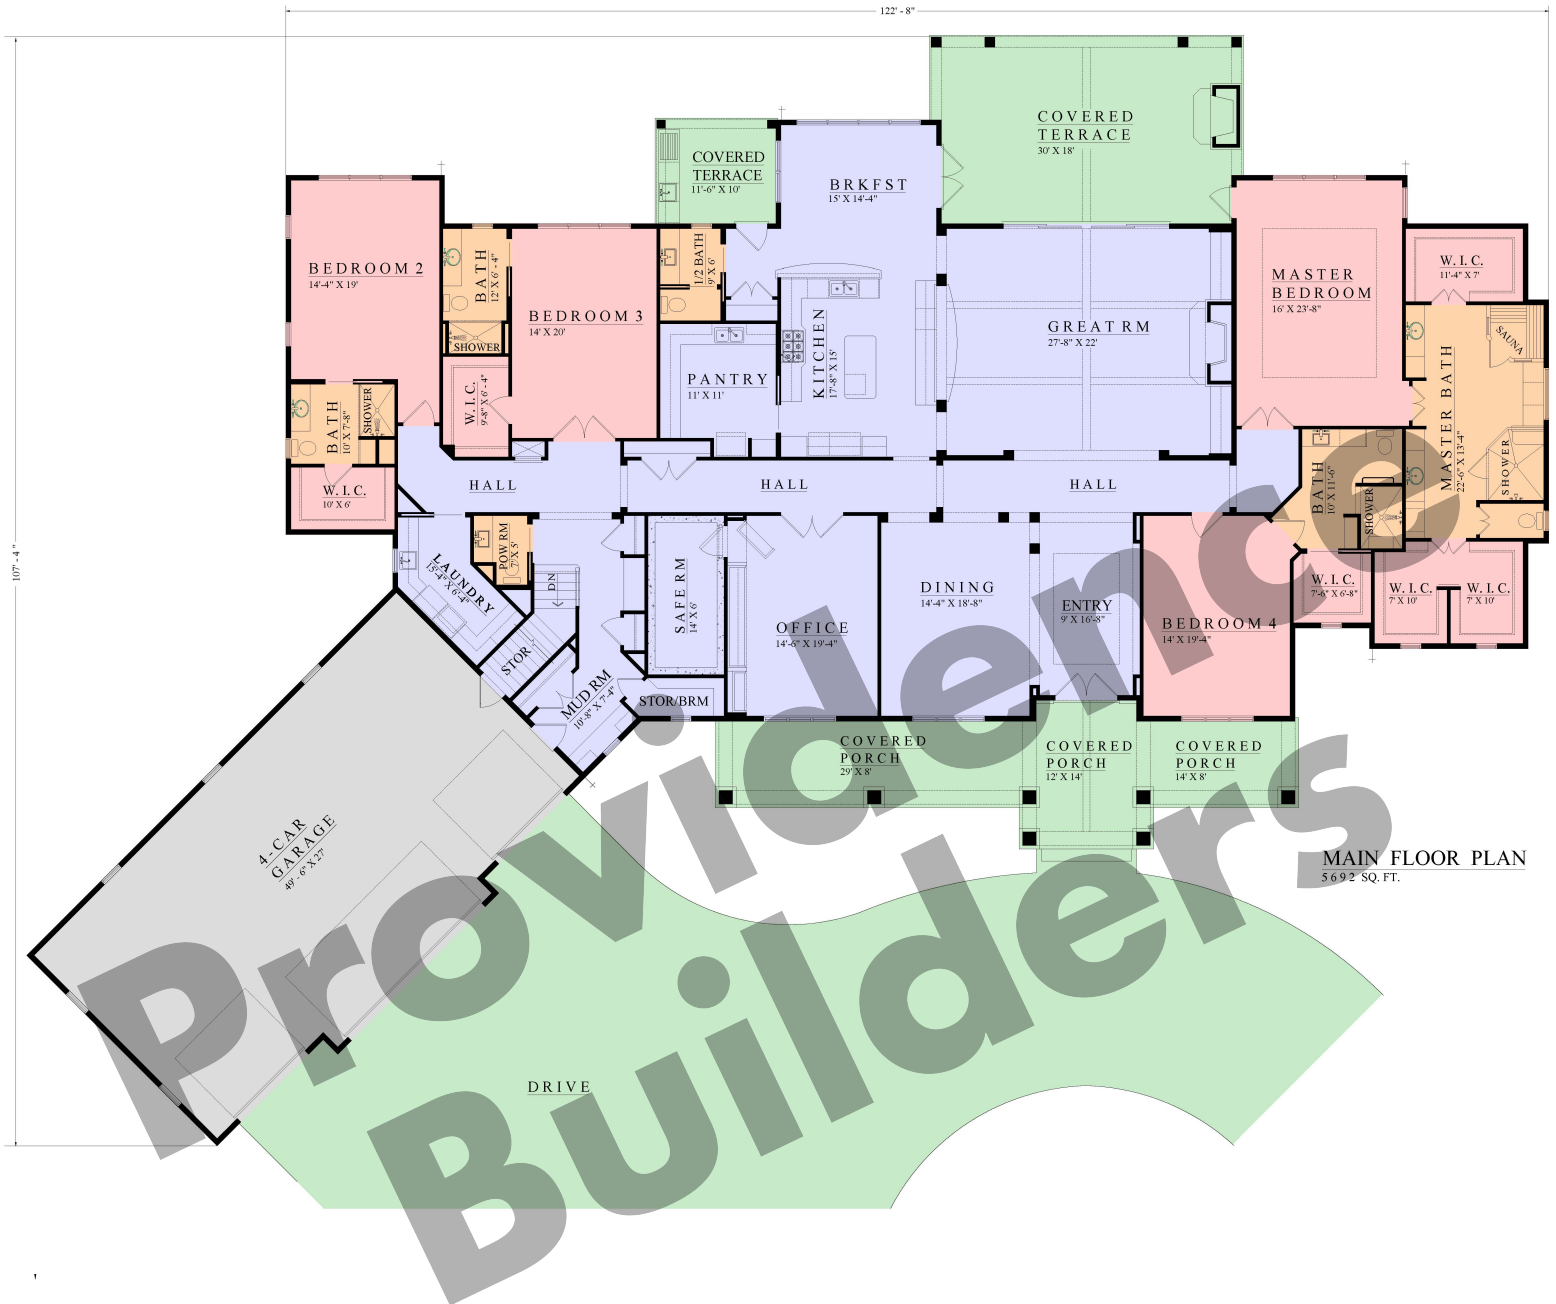 122' - 8"
107' - 4"
COVERED
TERRACE
30' X 18'
COVERED
TERRACE
11'-6" X 10'
BRKFST
15' X 14'-4"
BEDROOM 2
14'-4" X 19'
BATH
12' X 6' - 4"
SHOWER
BEDROOM 3
14' X 20'
1/2 BATH
9' X 6'
PANTRY
11' X 11'
KITCHEN
17'-8" X 15'
GREAT RM
27'-8" X 22'
MASTER
BEDROOM
16' X 23'-8"
W. I. C.
11'-4" X 7'
SAUNA
MASTER BATH
22'-6" X 13'-4"
SHOWER
W. I. C.
9'-8" X 6' - 4"
BATH
10' X 7'-8"
SHOWER
W. I. C.
10' X 6'
HALL
HALL
HALL
BATH
10' X 11'-6"
SHOWER
POW RM
7' X 5'
LAUNDRY
15'-4" X 6'-4"
DN
SAFE RM
14' X 6'
OFFICE
14'-6" X 19'-4"
DINING
14'-4" X 18'-8"
ENTRY
9' X 16'-8"
BEDROOM 4
14' X 19'-4"
W. I. C.
7'-6" X 6'-8"
W. I. C.
7' X 10'
W. I. C.
7' X 10'
STOR
MUD RM
10'-8" X 7'-4"
STOR/BRM
COVERED
PORCH
29' X 8'
COVERED
PORCH
12' X 14'
COVERED
PORCH
14' X 8'
4 - CAR
GARAGE
49' - 6" X 27'
MAIN FLOOR PLAN
5692 SQ. FT.
DRIVE
Providence
Builders